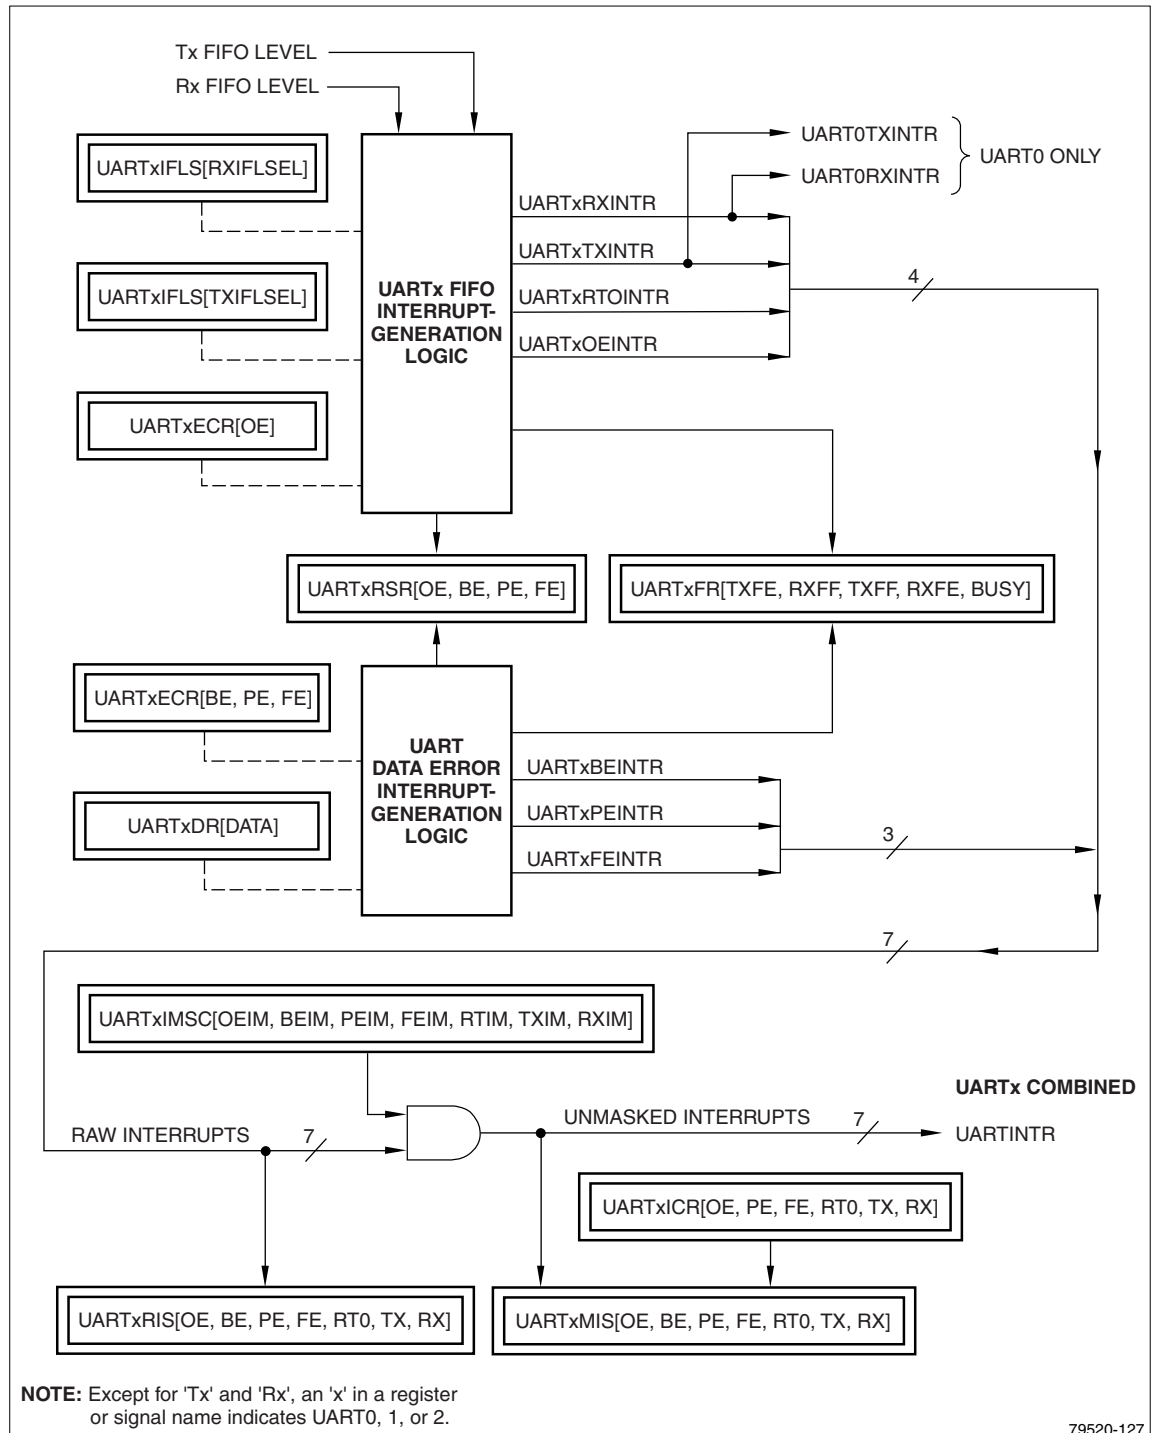 Tx FIFO LEVEL
Rx FIFO LEVEL
UARTxIFLS[RXIFLSEL]
UARTxIFLS[TXIFLSEL]
UARTxECR[OE]
UARTx FIFO
INTERRUPT-
GENERATION
LOGIC
UARTxRXINTR
UARTxTXINTR
UARTxRTOINTR
UARTxOEINTR
UART0TXINTR
UART0RXINTR
UART0 ONLY
4
UARTxRSR[OE, BE, PE, FE]
UARTxFR[TXFE, RXFF, TXFF, RXFE, BUSY]
UARTxECR[BE, PE, FE]
UARTxDR[DATA]
UART
DATA ERROR
INTERRUPT-
GENERATION
LOGIC
UARTxBEINTR
UARTxPEINTR
UARTxFEINTR
3
7
UARTxIMSC[OEIM, BEIM, PEIM, FEIM, RTIM, TXIM, RXIM]
RAW INTERRUPTS
7
UNMASKED INTERRUPTS
7
UARTx COMBINED
UARTINTR
UARTxICR[OE, PE, FE, RT0, TX, RX]
UARTxRIS[OE, BE, PE, FE, RT0, TX, RX]
UARTxMIS[OE, BE, PE, FE, RT0, TX, RX]
NOTE: Except for 'Tx' and 'Rx', an 'x' in a register
or signal name indicates UART0, 1, or 2.
79520-127